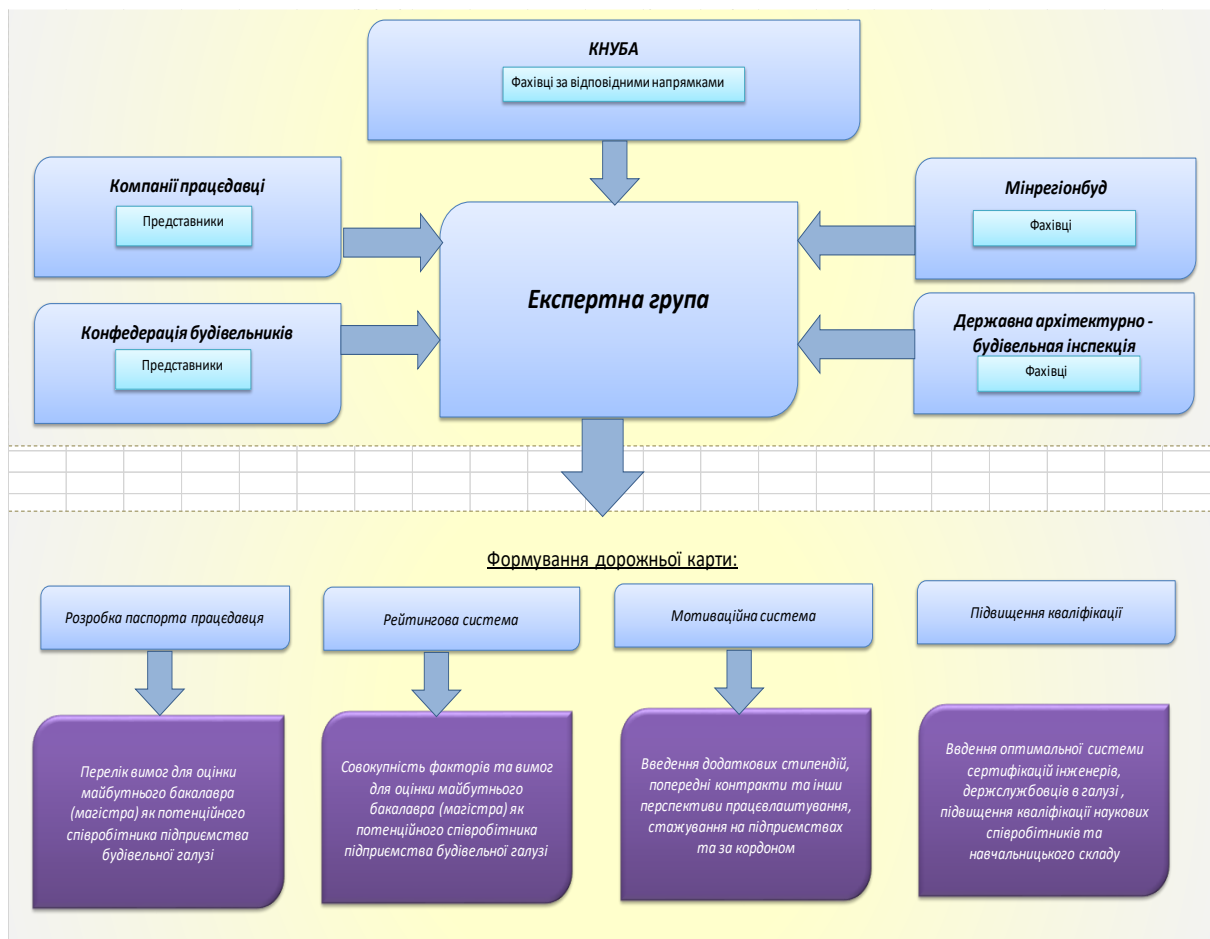 КНУБА
Фахівці за відповідними напрямками
Компанії працєдавці
Представники
Мінрегіонбуд
Фахівці
Експертна група
Конфедерація будівельників
Представники
Державна архітектурно -
будівельная інспекція
Фахівці
Формування дорожньої карти:
Розробка паспорта працєдавця
Рейтингова система
Мотиваційна система
Підвищення кваліфікації
Перелік вимог для оцінки
майбутнього бакалавра
(магістра) як потенційного
співробітника підприємства
будівельної галузі
Совокупність факторів та вимог
для оцінки майбутнього
бакалавра (магістра) як
потенційного співробітника
підприємства будівельної галузі
Введення додаткових стипендій,
попередні контракти та інши
перспективи працевлаштування,
стажування на підприємствах
та за кордоном
Ввдення оптимальної системи
сертифікацій інженерів,
держслужбовців в галузі ,
підвищення кваліфікації наукових
співробітників та
навчальницького складу